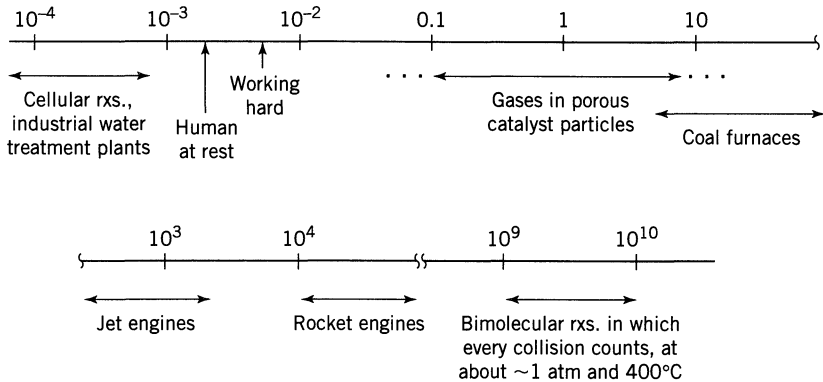 10⁻⁴ 10⁻³ 10⁻² 0.1 1 10
Cellular rxs.,
industrial water
treatment plants
Human
at rest
Working
hard
. . .
Gases in porous
catalyst particles
. . .
Coal furnaces
10³ 10⁴ 10⁹ 10¹⁰
Jet engines
Rocket engines
Bimolecular rxs. in which
every collision counts, at
about ~1 atm and 400°C